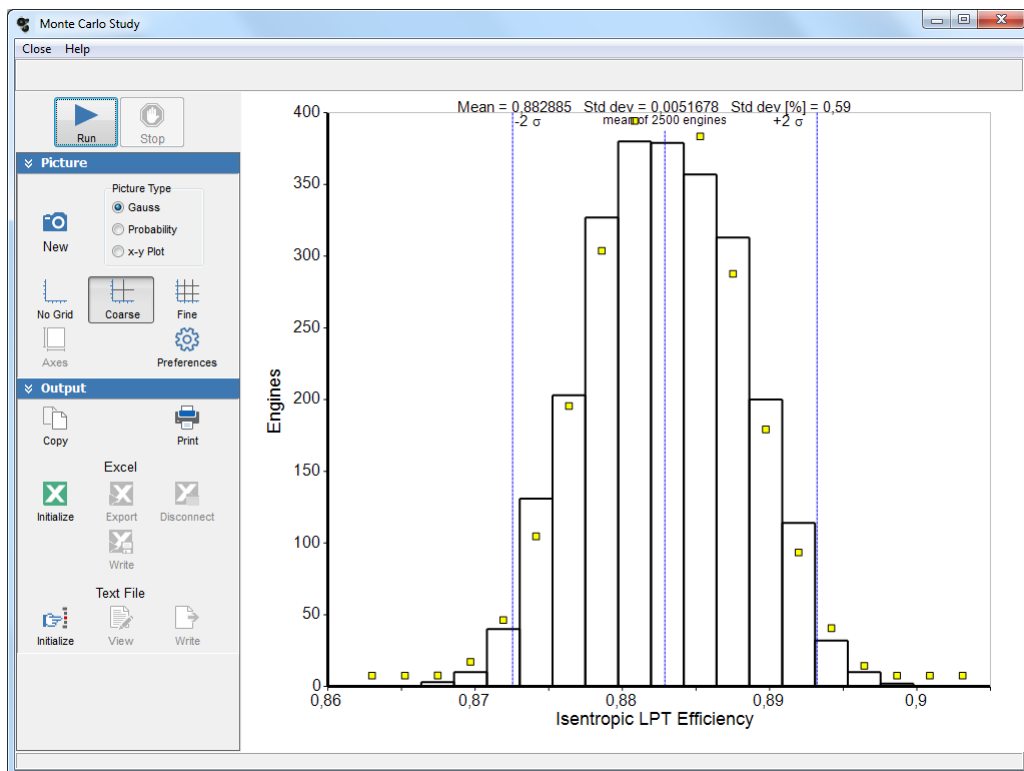 Monte Carlo Study
Close Help
Run Stop
Picture
Picture Type
Gauss
Probability
x-y Plot
New
No Grid Coarse Fine
Axes Preferences
Output
Copy Print
Excel
Initialize Export Disconnect
Write
Text File
Initialize View Write
Mean = 0,882885 Std dev = 0,0051678 Std dev [%] = 0,59
-2 σ mean of 2500 engines +2 σ
400
350
300
250
200
150
100
50
0
Engines
0,86 0,87 0,88 0,89 0,9
Isentropic LPT Efficiency